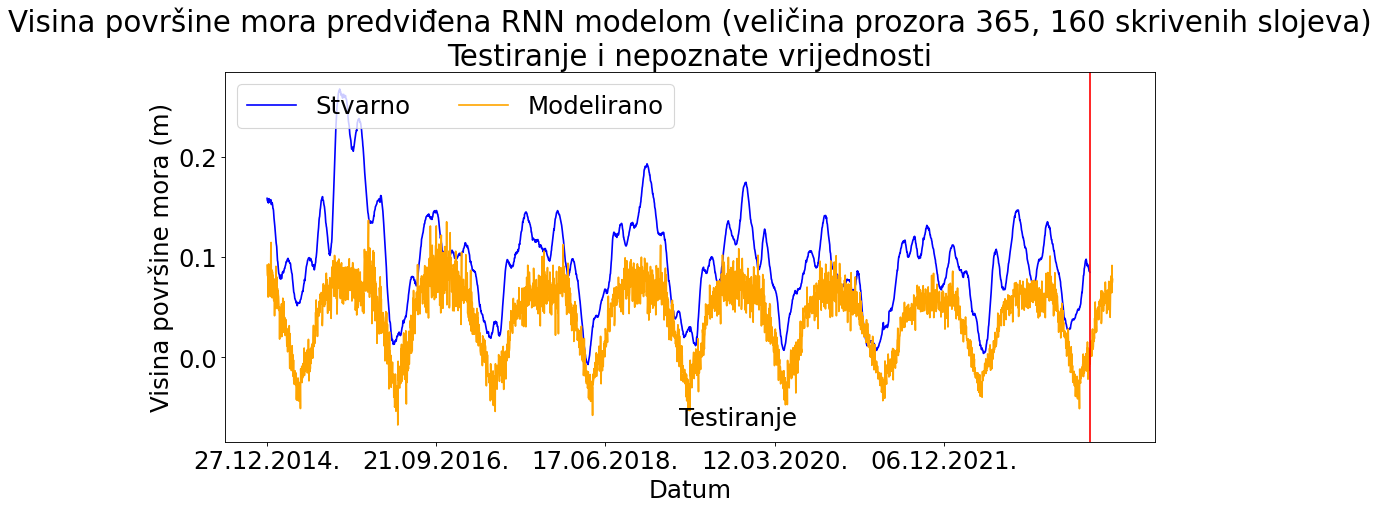 Visina površine mora predviđena RNN modelom (veličina prozora 365, 160 skrivenih slojeva)
Testiranje i nepoznate vrijednosti
Stvarno Modelirano
Visina površine mora (m)
0.2
0.1
0.0
Testiranje
27.12.2014. 21.09.2016. 17.06.2018. 12.03.2020. 06.12.2021.
Datum